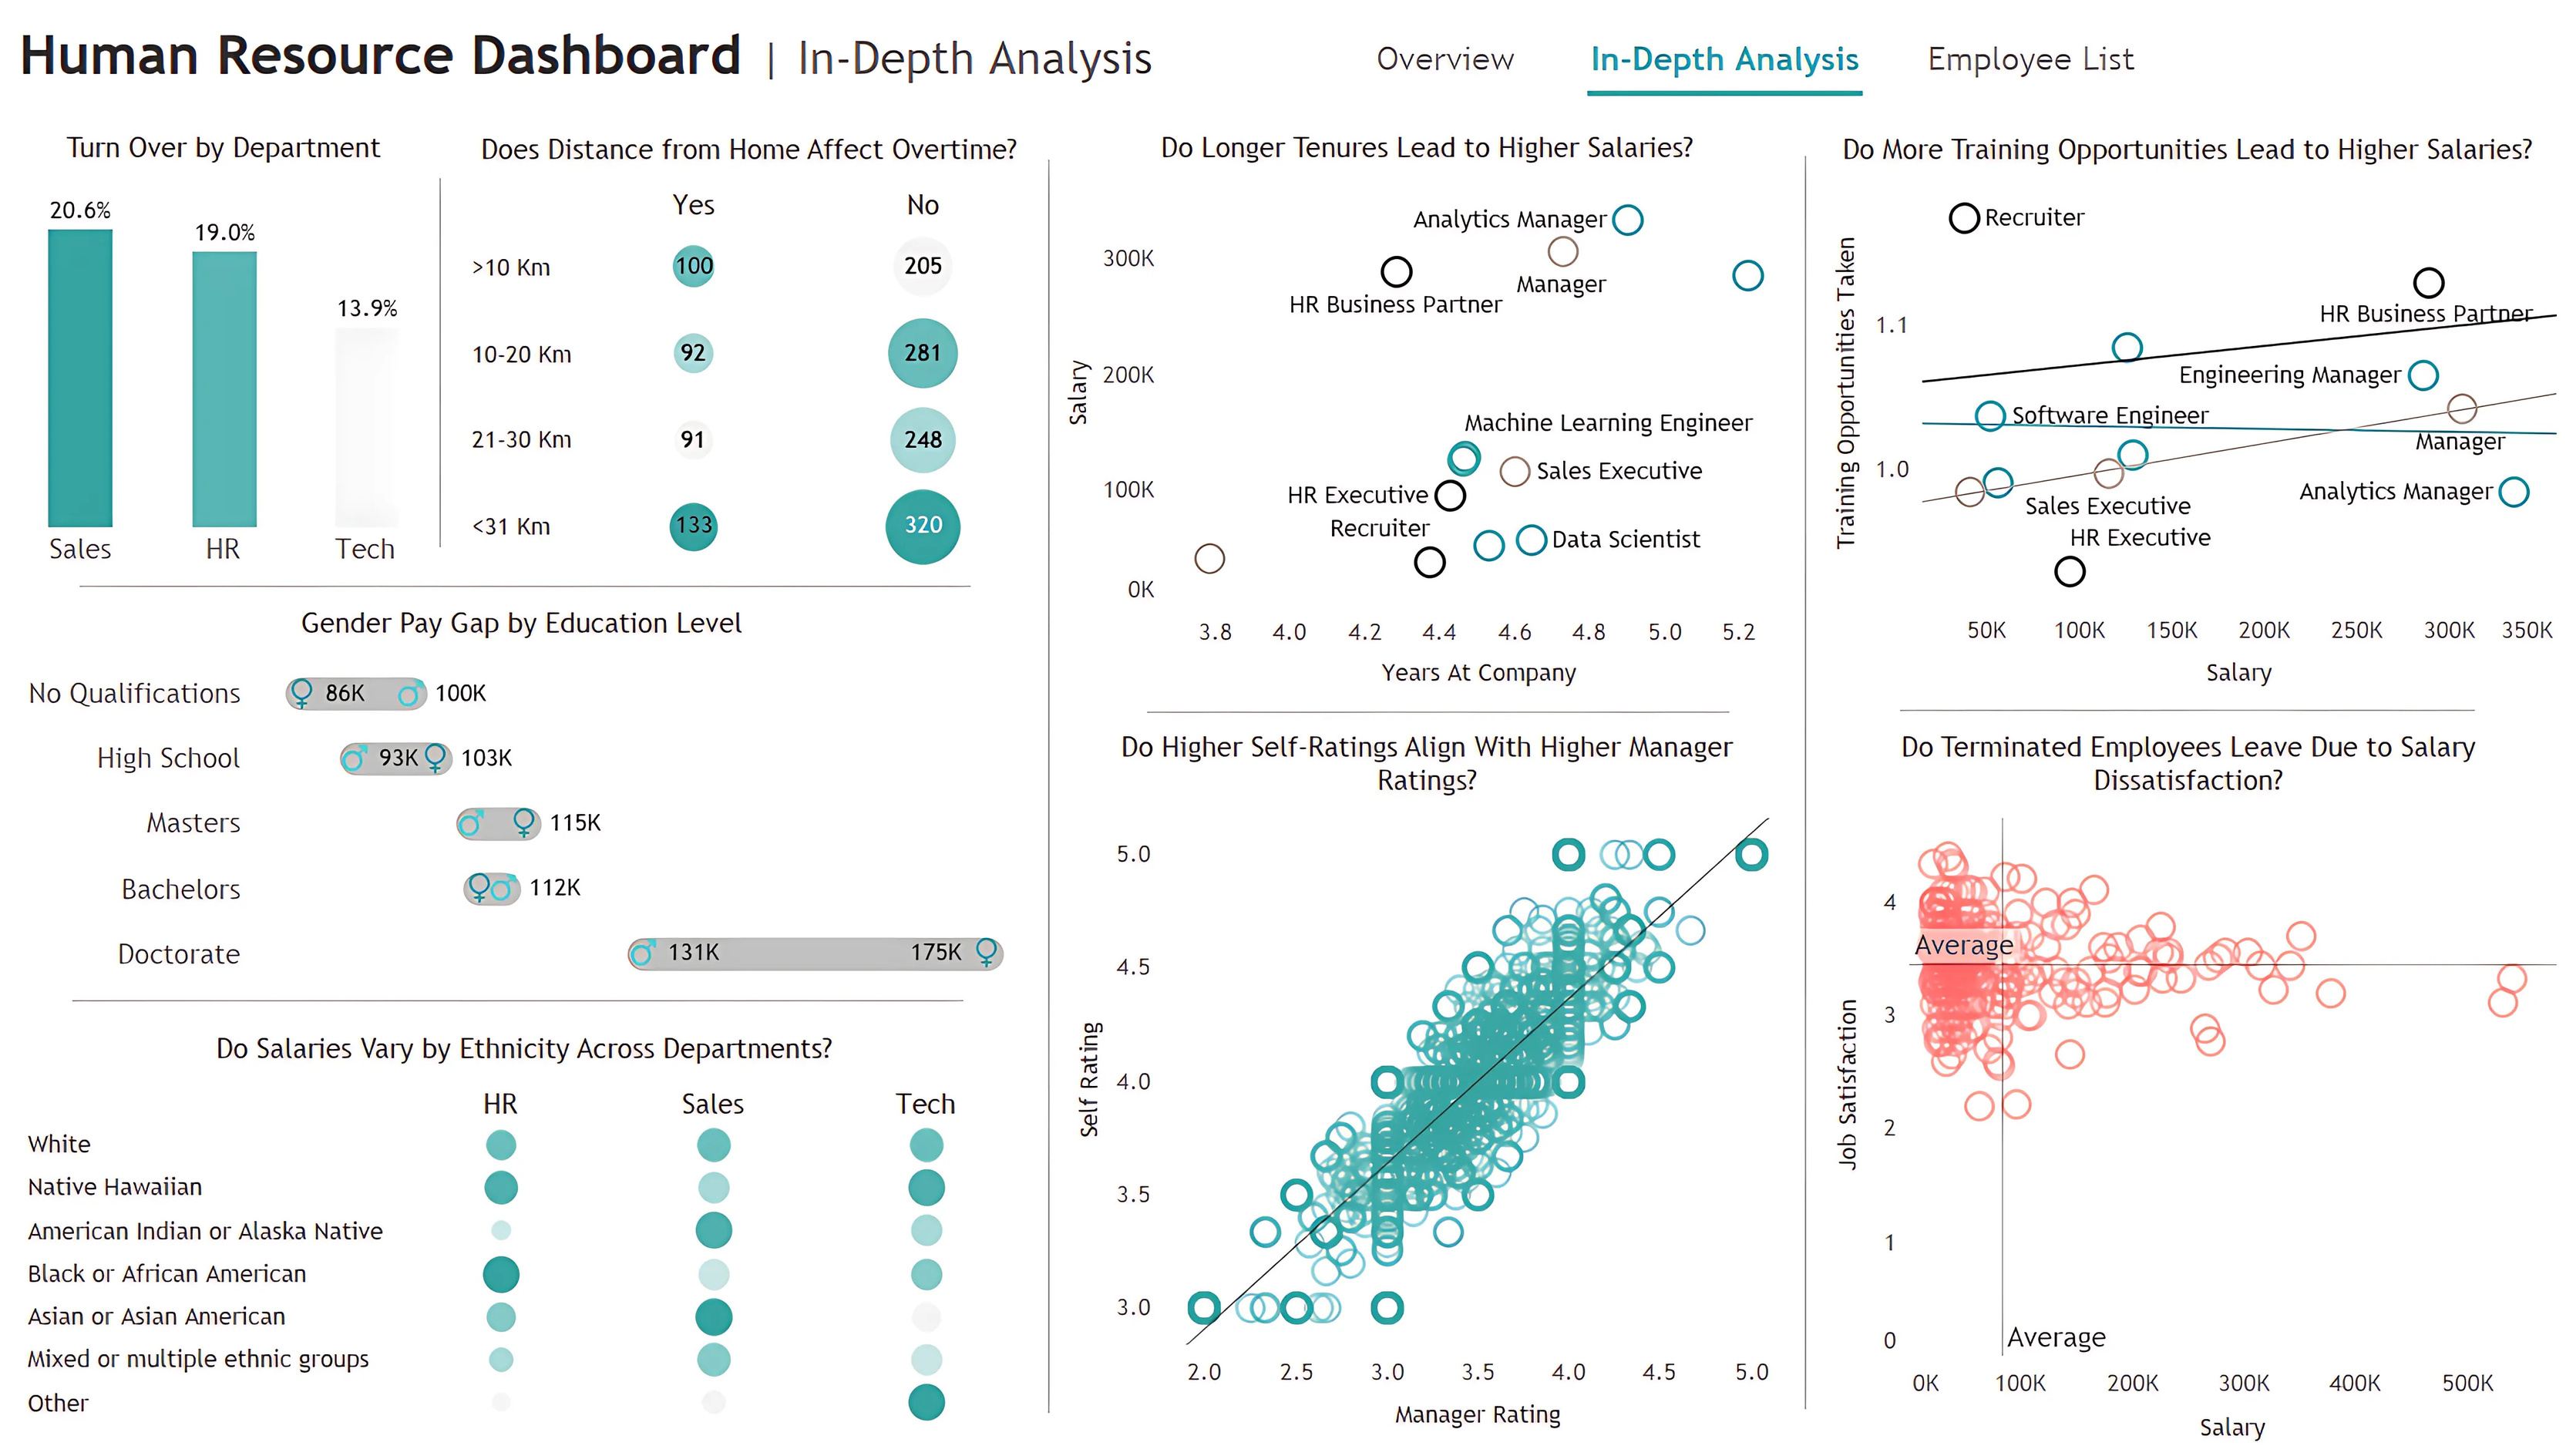 Human Resource Dashboard | In-Depth Analysis
Overview
In-Depth Analysis
Employee List
Turn Over by Department
20.6%
19.0%
13.9%
Sales
HR
Tech
Does Distance from Home Affect Overtime?
Yes
No
>10 Km
100
205
10-20 Km
92
281
21-30 Km
91
248
<31 Km
133
320
Gender Pay Gap by Education Level
No Qualifications
86K
100K
High School
93K
103K
Masters
115K
Bachelors
112K
Doctorate
131K
175K
Do Salaries Vary by Ethnicity Across Departments?
HR
Sales
Tech
White
Native Hawaiian
American Indian or Alaska Native
Black or African American
Asian or Asian American
Mixed or multiple ethnic groups
Other
Do Longer Tenures Lead to Higher Salaries?
Analytics Manager
300K
Manager
HR Business Partner
200K
Salary
Machine Learning Engineer
Sales Executive
100K
HR Executive
Recruiter
Data Scientist
0K
3.8
4.0
4.2
4.4
4.6
4.8
5.0
5.2
Years At Company
Do Higher Self-Ratings Align With Higher Manager
Ratings?
5.0
4.5
4.0
3.5
3.0
Self Rating
2.0
2.5
3.0
3.5
4.0
4.5
5.0
Manager Rating
Do More Training Opportunities Lead to Higher Salaries?
Recruiter
HR Business Partner
1.1
Engineering Manager
Software Engineer
Manager
1.0
Analytics Manager
Sales Executive
HR Executive
Training Opportunities Taken
50K
100K
150K
200K
250K
300K
350K
Salary
Do Terminated Employees Leave Due to Salary
Dissatisfaction?
4
Average
3
2
1
0
Job Satisfaction
Average
0K
100K
200K
300K
400K
500K
Salary